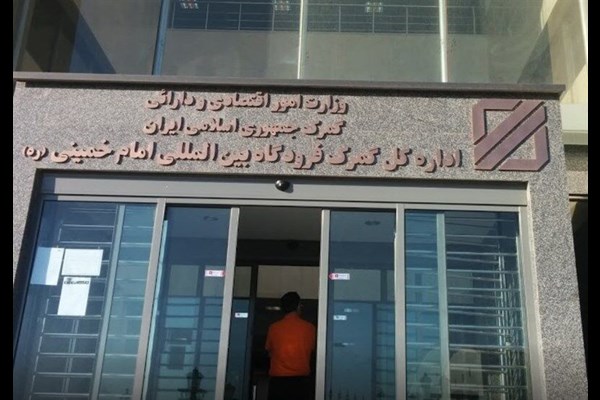 وزارت امور اقتصادی و دارائی
گمرک جمهوری اسلامی ایران
اداره کل گمرک فرودگاه بین المللی امام خمینی (ره)